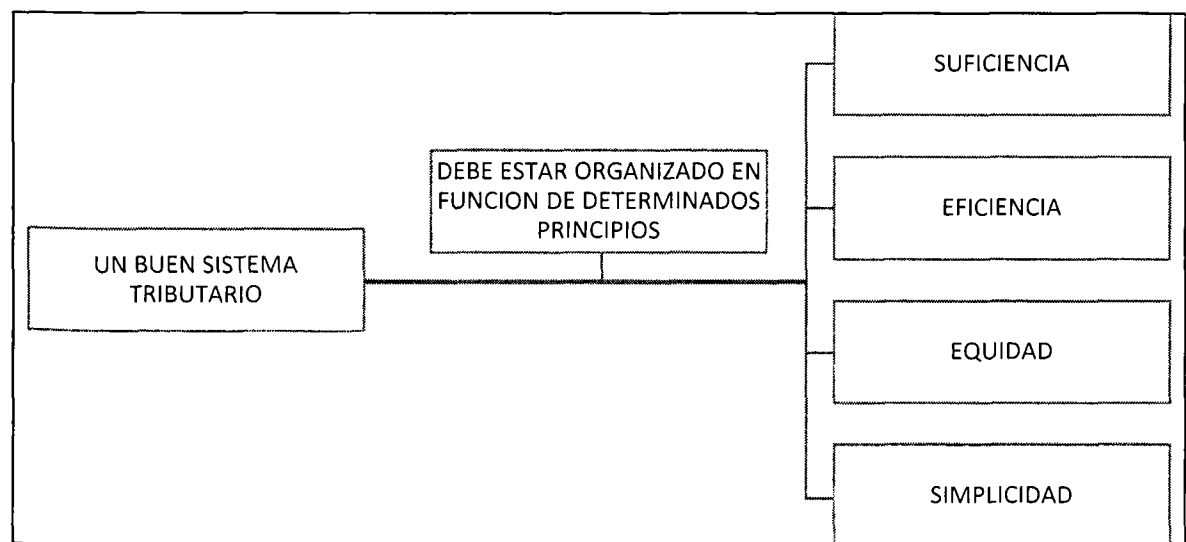 UN BUEN SISTEMA
TRIBUTARIO
DEBE ESTAR ORGANIZADO EN
FUNCION DE DETERMINADOS
PRINCIPIOS
SUFICIENCIA
EFICIENCIA
EQUIDAD
SIMPLICIDAD